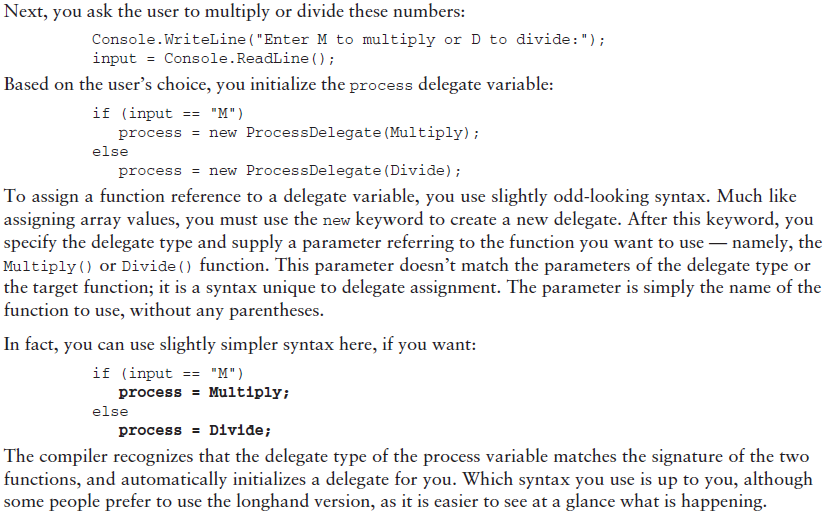 Next, you ask the user to multiply or divide these numbers:
Console.WriteLine("Enter M to multiply or D to divide:");
input = Console.ReadLine();
Based on the user’s choice, you initialize the process delegate variable:
if (input == "M")
process = new ProcessDelegate(Multiply);
else
process = new ProcessDelegate(Divide);
To assign a function reference to a delegate variable, you use slightly odd-looking syntax. Much like
assigning array values, you must use the new keyword to create a new delegate. After this keyword, you
specify the delegate type and supply a parameter referring to the function you want to use — namely, the
Multiply() or Divide() function. This parameter doesn’t match the parameters of the delegate type or
the target function; it is a syntax unique to delegate assignment. The parameter is simply the name of the
function to use, without any parentheses.
In fact, you can use slightly simpler syntax here, if you want:
if (input == "M")
process = Multiply;
else
process = Divide;
The compiler recognizes that the delegate type of the process variable matches the signature of the two
functions, and automatically initializes a delegate for you. Which syntax you use is up to you, although
some people prefer to use the longhand version, as it is easier to see at a glance what is happening.